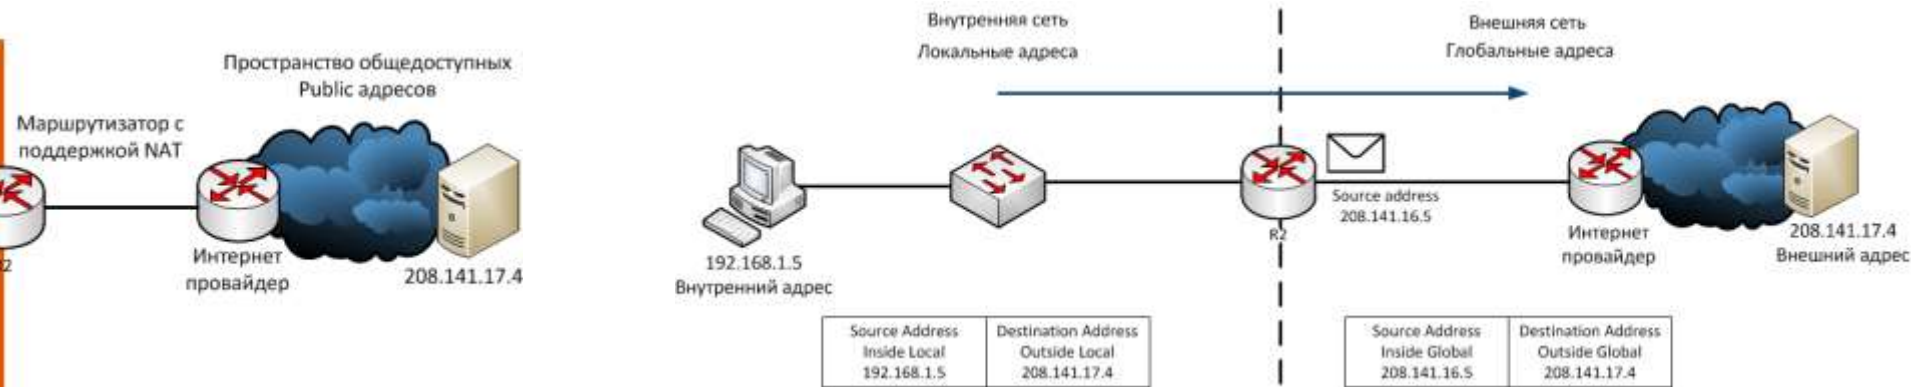 Пространство общедоступных
Public адресов
Маршрутизатор с
поддержкой NAT
Интернет
провайдер
208.141.17.4
2
Внутренняя сеть
Локальные адреса
Внешняя сеть
Глобальные адреса
Source address
208.141.16.5
R2
192.168.1.5
Внутренний адрес
Интернет
провайдер
208.141.17.4
Внешний адрес
Source Address
Inside Local
192.168.1.5
Destination Address
Outside Local
208.141.17.4
Source Address
Inside Global
208.141.16.5
Destination Address
Outside Global
208.141.17.4